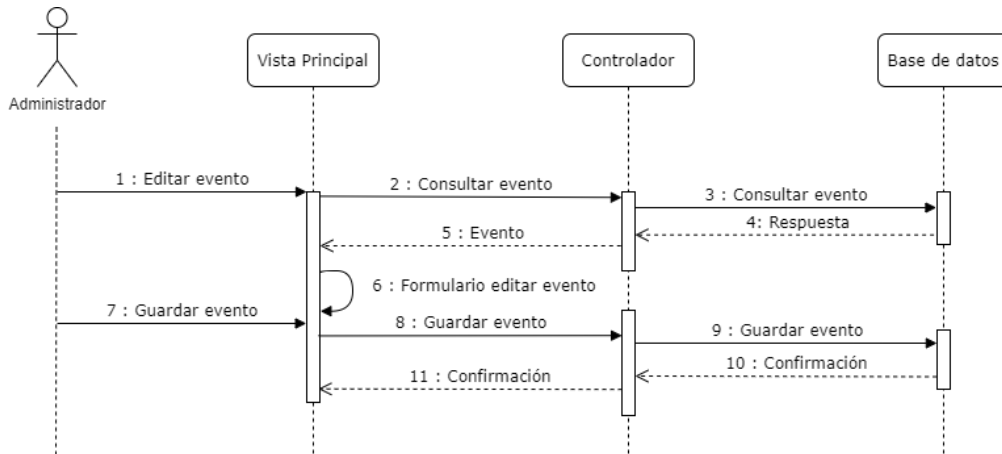 Vista Principal
Controlador
Base de datos
Administrador
1 : Editar evento
2 : Consultar evento
3 : Consultar evento
4: Respuesta
5 : Evento
6 : Formulario editar evento
7 : Guardar evento
8 : Guardar evento
9 : Guardar evento
10 : Confirmación
11 : Confirmación